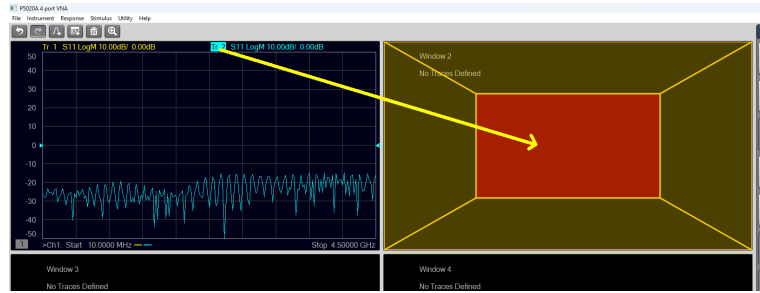 P5020A 4 port VNA
File Instrument Response Stimulus Utility Help
Tr 1 S11 LogM 10.00dB/ 0.00dB
Tr 2 S11 LogM 10.00dB/ 0.00dB
50
40
30
20
10
0
-10
-20
-30
-40
-50
1 >Ch1: Start 10.0000 MHz
Stop 4.50000 GHz
Window 2
No Traces Defined
Window 3
No Traces Defined
Window 4
No Traces Defined